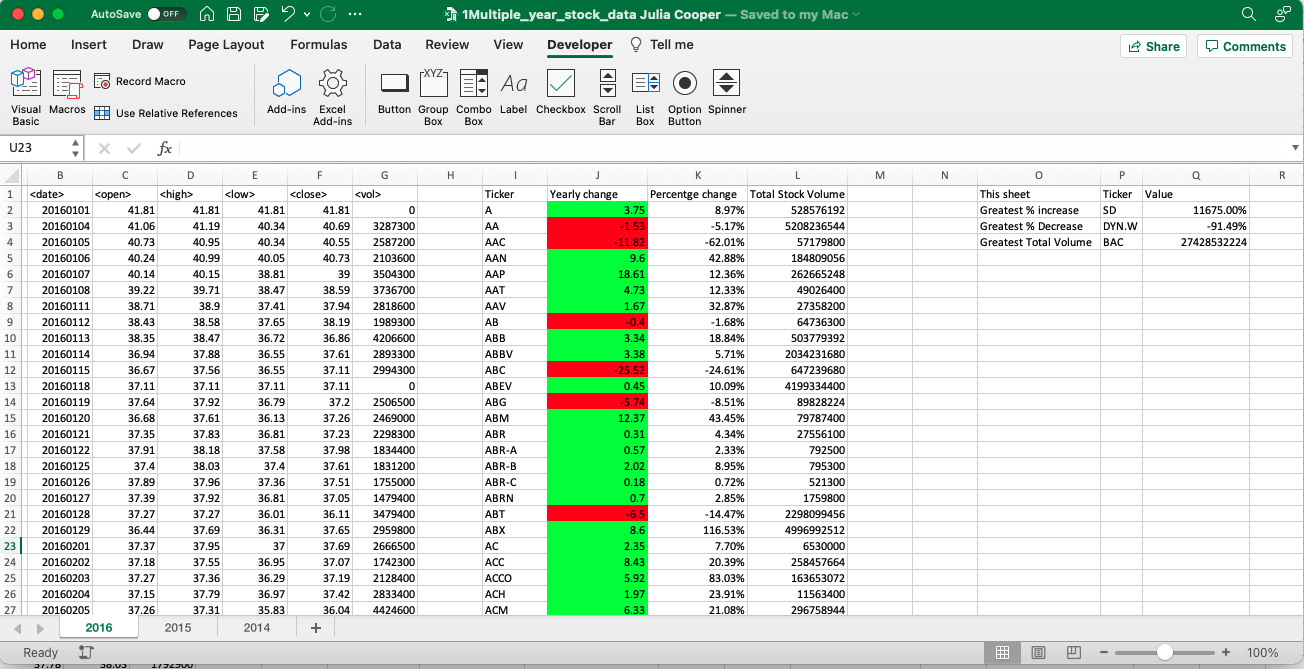 AutoSave OFF 1Multiple_year_stock_data Julia Cooper — Saved to my Mac
Home Insert Draw Page Layout Formulas Data Review View Developer Tell me Share Comments
Visual Basic Macros Record Macro Use Relative References Add-ins Excel Add-ins Button XYZ Group Box Combo Box Aa Label Checkbox Scroll Bar List Box Option Button Spinner
U23 fx
B C D E F G H I J K L M N O P Q R
1 <date> <open> <high> <low> <close> <vol> Ticker Yearly change Percentge change Total Stock Volume This sheet Ticker Value
2 20160101 41.81 41.81 41.81 41.81 0 A 3.75 8.97% 528576192 Greatest % increase SD 11675.00%
3 20160104 41.06 41.19 40.34 40.69 3287300 AA -1.53 -5.17% 5208236544 Greatest % Decrease DYN.W -91.49%
4 20160105 40.73 40.95 40.34 40.55 2587200 AAC -11.82 -62.01% 57179800 Greatest Total Volume BAC 27428532224
5 20160106 40.24 40.99 40.05 40.73 2103600 AAN 9.6 42.88% 184809056
6 20160107 40.14 40.15 38.81 39 3504300 AAP 18.61 12.36% 262665248
7 20160108 39.22 39.71 38.47 38.59 3736700 AAT 4.73 12.33% 49026400
8 20160111 38.71 38.9 37.41 37.94 2818600 AAV 1.67 32.87% 27358200
9 20160112 38.43 38.58 37.65 38.19 1989300 AB -0.4 -1.68% 64736300
10 20160113 38.35 38.47 36.72 36.86 4206600 ABB 3.34 18.84% 503779392
11 20160114 36.94 37.88 36.55 37.61 2893300 ABBV 3.38 5.71% 2034231680
12 20160115 36.67 37.56 36.55 37.11 2994300 ABC -25.52 -24.61% 647239680
13 20160118 37.11 37.11 37.11 37.11 0 ABEV 0.45 10.09% 4199334400
14 20160119 37.64 37.92 36.79 37.2 2506500 ABG -5.74 -8.51% 89828224
15 20160120 36.68 37.61 36.13 37.26 2469000 ABM 12.37 43.45% 79787400
16 20160121 37.35 37.83 36.81 37.23 2298300 ABR 0.31 4.34% 27556100
17 20160122 37.91 38.18 37.58 37.98 1834400 ABR-A 0.57 2.33% 792500
18 20160125 37.4 38.03 37.4 37.61 1831200 ABR-B 2.02 8.95% 795300
19 20160126 37.89 37.96 37.36 37.51 1755000 ABR-C 0.18 0.72% 521300
20 20160127 37.39 37.92 36.81 37.05 1479400 ABRN 0.7 2.85% 1759800
21 20160128 37.27 37.27 36.01 36.11 3479400 ABT -6.5 -14.47% 2298099456
22 20160129 36.44 37.69 36.31 37.65 2959800 ABX 8.6 116.53% 4996992512
23 20160201 37.37 37.95 37 37.69 2666500 AC 2.35 7.70% 6530000
24 20160202 37.18 37.55 36.95 37.07 1742300 ACC 8.43 20.39% 258457664
25 20160203 37.27 37.36 36.29 37.19 2128400 ACCO 5.92 83.03% 163653072
26 20160204 37.15 37.79 36.97 37.42 2833400 ACH 1.97 23.91% 11563400
27 20160205 37.26 37.31 35.83 36.04 4424600 ACM 6.33 21.08% 296758944
2016 2015 2014 +
Ready 100%